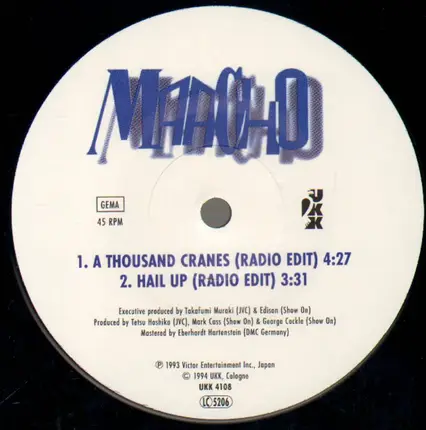 MAACHO
GEMA
45 RPM
UKK
1. A THOUSAND CRANES (RADIO EDIT) 4:27
2. HAIL UP (RADIO EDIT) 3:31
Executive produced by Takafumi Muraki (JVC) & Edison (Show On)
Produced by Tetsu Hoshika (JVC), Mark Cass (Show On) & George Cockle (Show On)
Mastered by Eberhardt Hartenstein (DMC Germany)
℗ 1993 Victor Entertainment Inc., Japan
© 1994 UKK, Cologne
UKK 4108
LC 5206